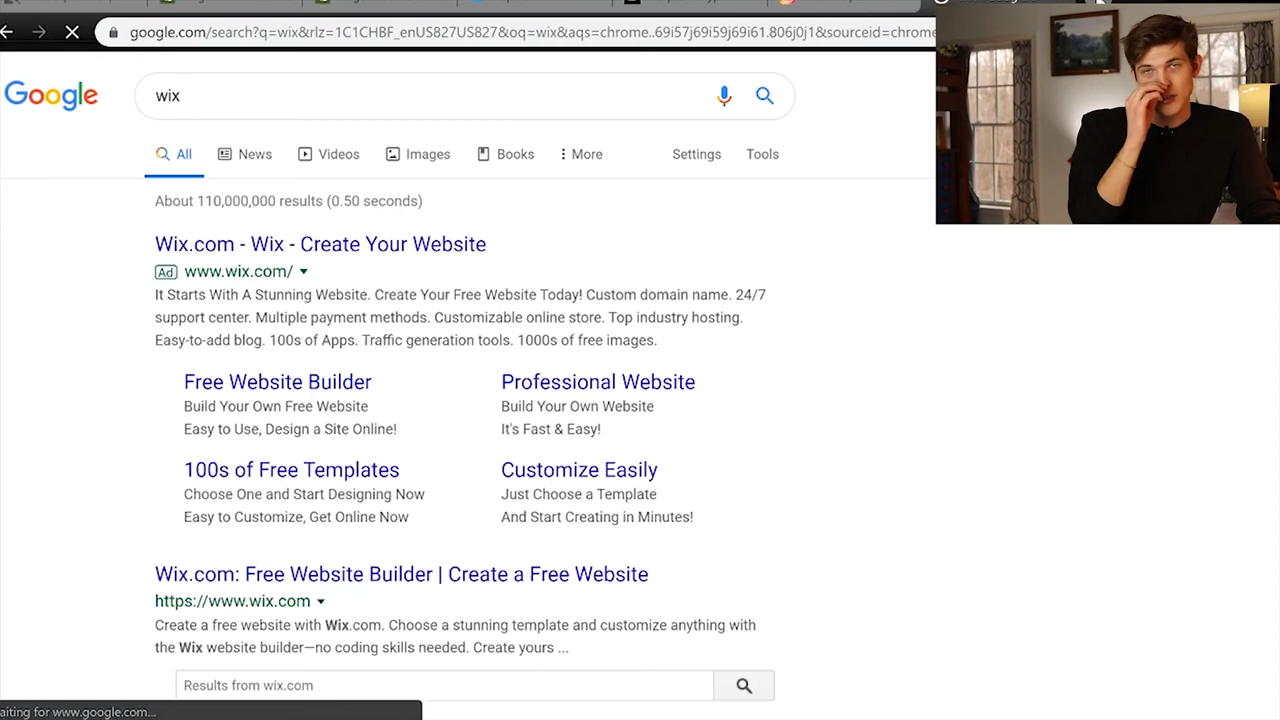 google.com/search?q=wix&rlz=1C1CHBF_enUS827US827&oq=wix&aqs=chrome..69i57j69i59j69i61.806j0j1&sourceid=chrome
Google
wix
All
News
Videos
Images
Books
More
Settings
Tools
About 110,000,000 results (0.50 seconds)
Wix.com - Wix - Create Your Website
Ad www.wix.com/
It Starts With A Stunning Website. Create Your Free Website Today! Custom domain name. 24/7
support center. Multiple payment methods. Customizable online store. Top industry hosting.
Easy-to-add blog. 100s of Apps. Traffic generation tools. 1000s of free images.
Free Website Builder
Build Your Own Free Website
Easy to Use, Design a Site Online!
Professional Website
Build Your Own Website
It's Fast & Easy!
100s of Free Templates
Choose One and Start Designing Now
Easy to Customize, Get Online Now
Customize Easily
Just Choose a Template
And Start Creating in Minutes!
Wix.com: Free Website Builder | Create a Free Website
https://www.wix.com
Create a free website with Wix.com. Choose a stunning template and customize anything with
the Wix website builder—no coding skills needed. Create yours ...
Results from wix.com
aiting for www.google.com...